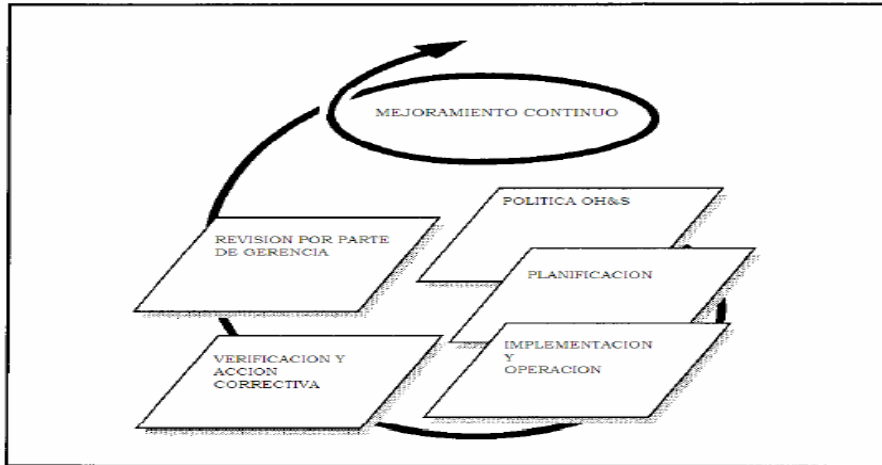 MEJORAMIENTO CONTINUO
POLITICA OH&S
REVISION POR PARTE
DE GERENCIA
PLANIFICACION
IMPLEMENTACION
Y
OPERACION
VERIFICACION Y
ACCION
CORRECTIVA